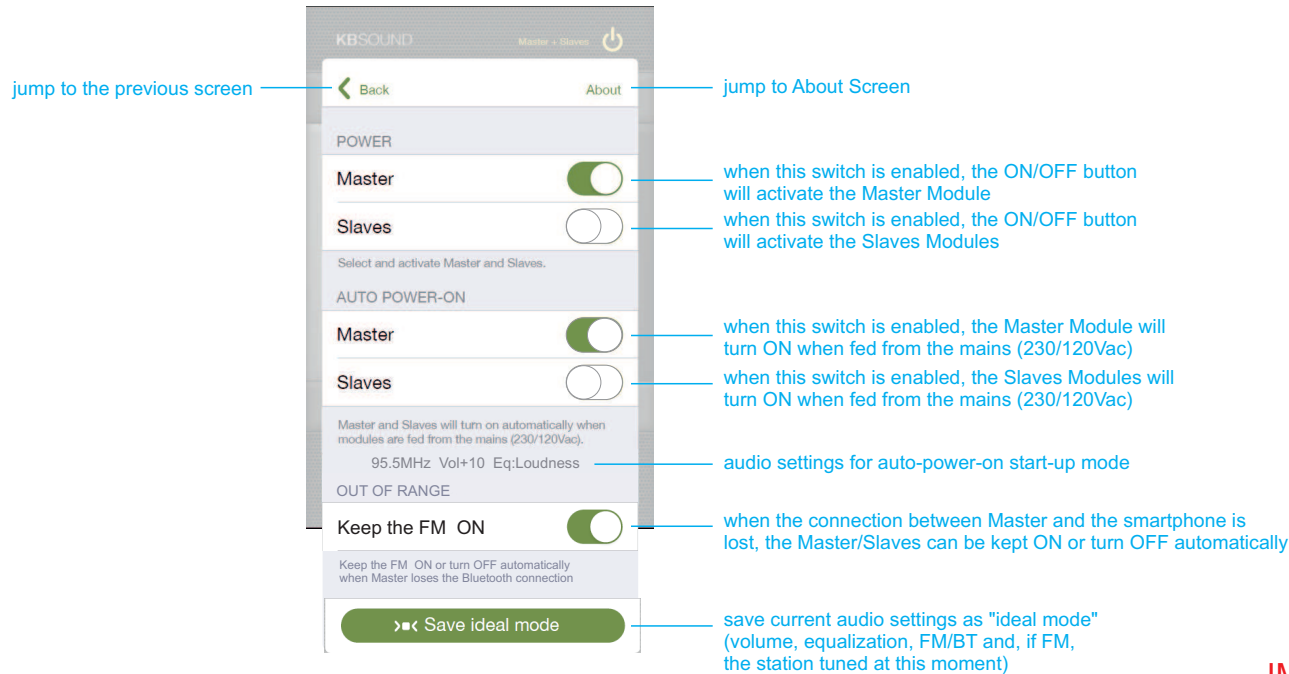 KBSOUND
Master + Slaves
jump to the previous screen
Back
About
jump to About Screen
POWER
Master
when this switch is enabled, the ON/OFF button
will activate the Master Module
Slaves
when this switch is enabled, the ON/OFF button
will activate the Slaves Modules
Select and activate Master and Slaves.
AUTO POWER-ON
Master
when this switch is enabled, the Master Module will
turn ON when fed from the mains (230/120Vac)
Slaves
when this switch is enabled, the Slaves Modules will
turn ON when fed from the mains (230/120Vac)
Master and Slaves will turn on automatically when
modules are fed from the mains (230/120Vac).
95.5MHz Vol+10 Eq:Loudness
audio settings for auto-power-on start-up mode
OUT OF RANGE
Keep the FM ON
when the connection between Master and the smartphone is
lost, the Master/Slaves can be kept ON or turn OFF automatically
Keep the FM ON or turn OFF automatically
when Master loses the Bluetooth connection
Save ideal mode
save current audio settings as "ideal mode"
(volume, equalization, FM/BT and, if FM,
the station tuned at this moment)